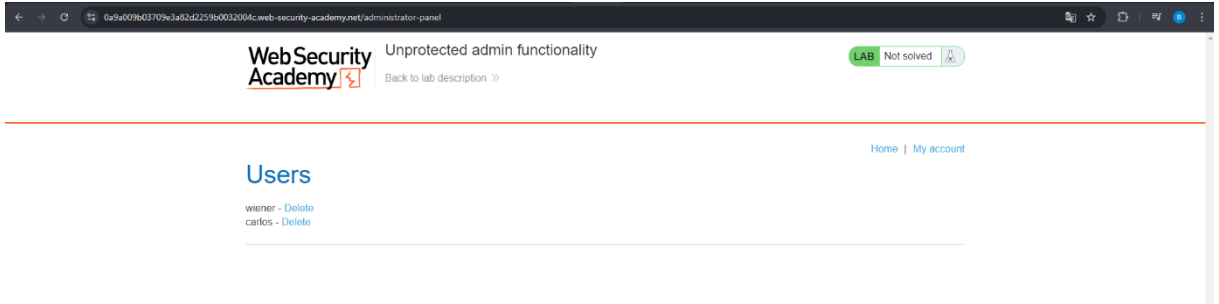 0a9a009b03709e3a82d2259b0032004c.web-security-academy.net/administrator-panel
Web Security Academy
Unprotected admin functionality
Back to lab description
LAB Not solved
Home | My account
Users
wiener - Delete
carlos - Delete